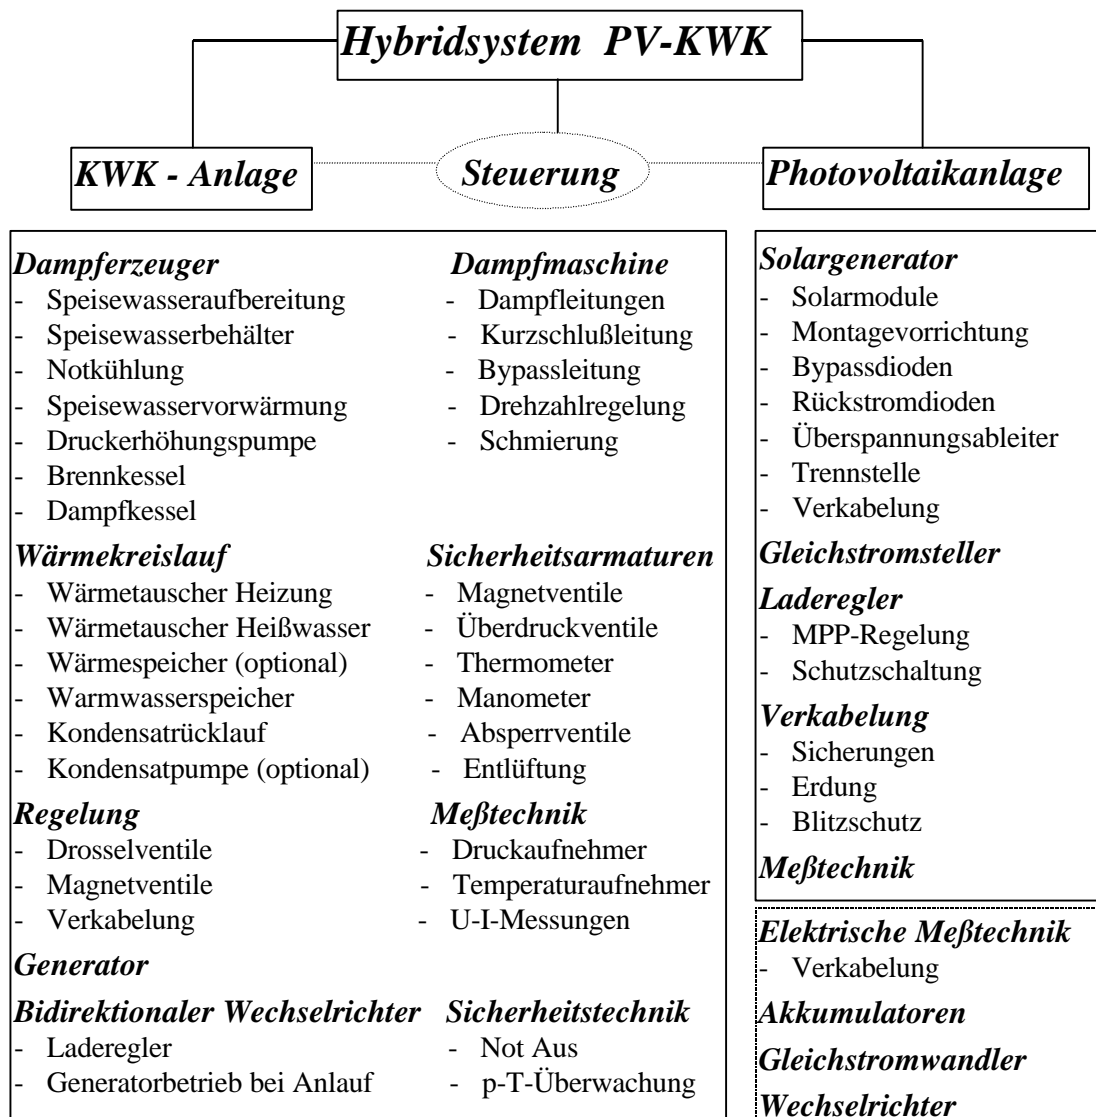 Hybridsystem PV-KWK
KWK - Anlage
Steuerung
Photovoltaikanlage
Dampferzeuger
- Speisewasseraufbereitung
- Speisewasserbehälter
- Notkühlung
- Speisewasservorwärmung
- Druckerhöhungspumpe
- Brennkessel
- Dampfkessel
Dampfmaschine
- Dampfleitungen
- Kurzschlußleitung
- Bypassleitung
- Drehzahlregelung
- Schmierung
Wärmekreislauf
- Wärmetauscher Heizung
- Wärmetauscher Heißwasser
- Wärmespeicher (optional)
- Warmwasserspeicher
- Kondensatrücklauf
- Kondensatpumpe (optional)
Sicherheitsarmaturen
- Magnetventile
- Überdruckventile
- Thermometer
- Manometer
- Absperrventile
- Entlüftung
Regelung
- Drosselventile
- Magnetventile
- Verkabelung
Meßtechnik
- Druckaufnehmer
- Temperaturaufnehmer
- U-I-Messungen
Generator
Bidirektionaler Wechselrichter
- Laderegler
- Generatorbetrieb bei Anlauf
Sicherheitstechnik
- Not Aus
- p-T-Überwachung
Solargenerator
- Solarmodule
- Montagevorrichtung
- Bypassdioden
- Rückstromdioden
- Überspannungsableiter
- Trennstelle
- Verkabelung
Gleichstromsteller
Laderegler
- MPP-Regelung
- Schutzschaltung
Verkabelung
- Sicherungen
- Erdung
- Blitzschutz
Meßtechnik
Elektrische Meßtechnik
- Verkabelung
Akkumulatoren
Gleichstromwandler
Wechselrichter